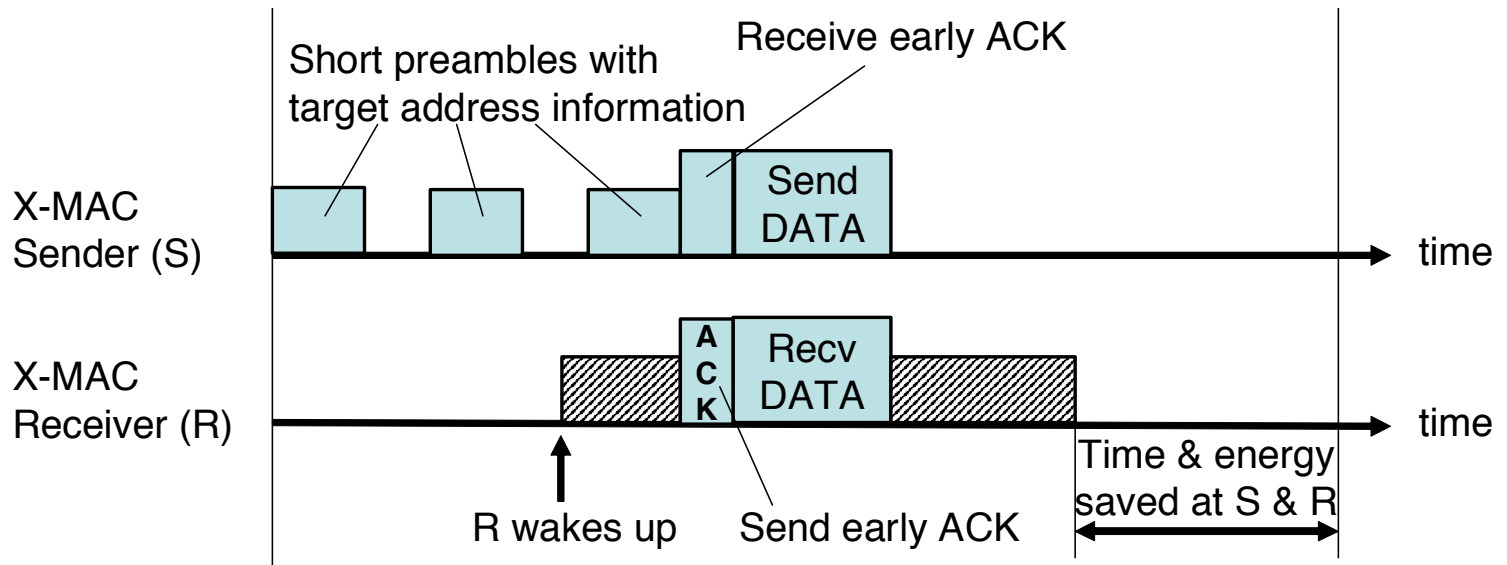 Receive early ACK
Short preambles with
target address information
X-MAC
Sender (S)
Send
DATA
time
X-MAC
Receiver (R)
A
C
K
Recv
DATA
time
Time & energy
saved at S & R
R wakes up
Send early ACK